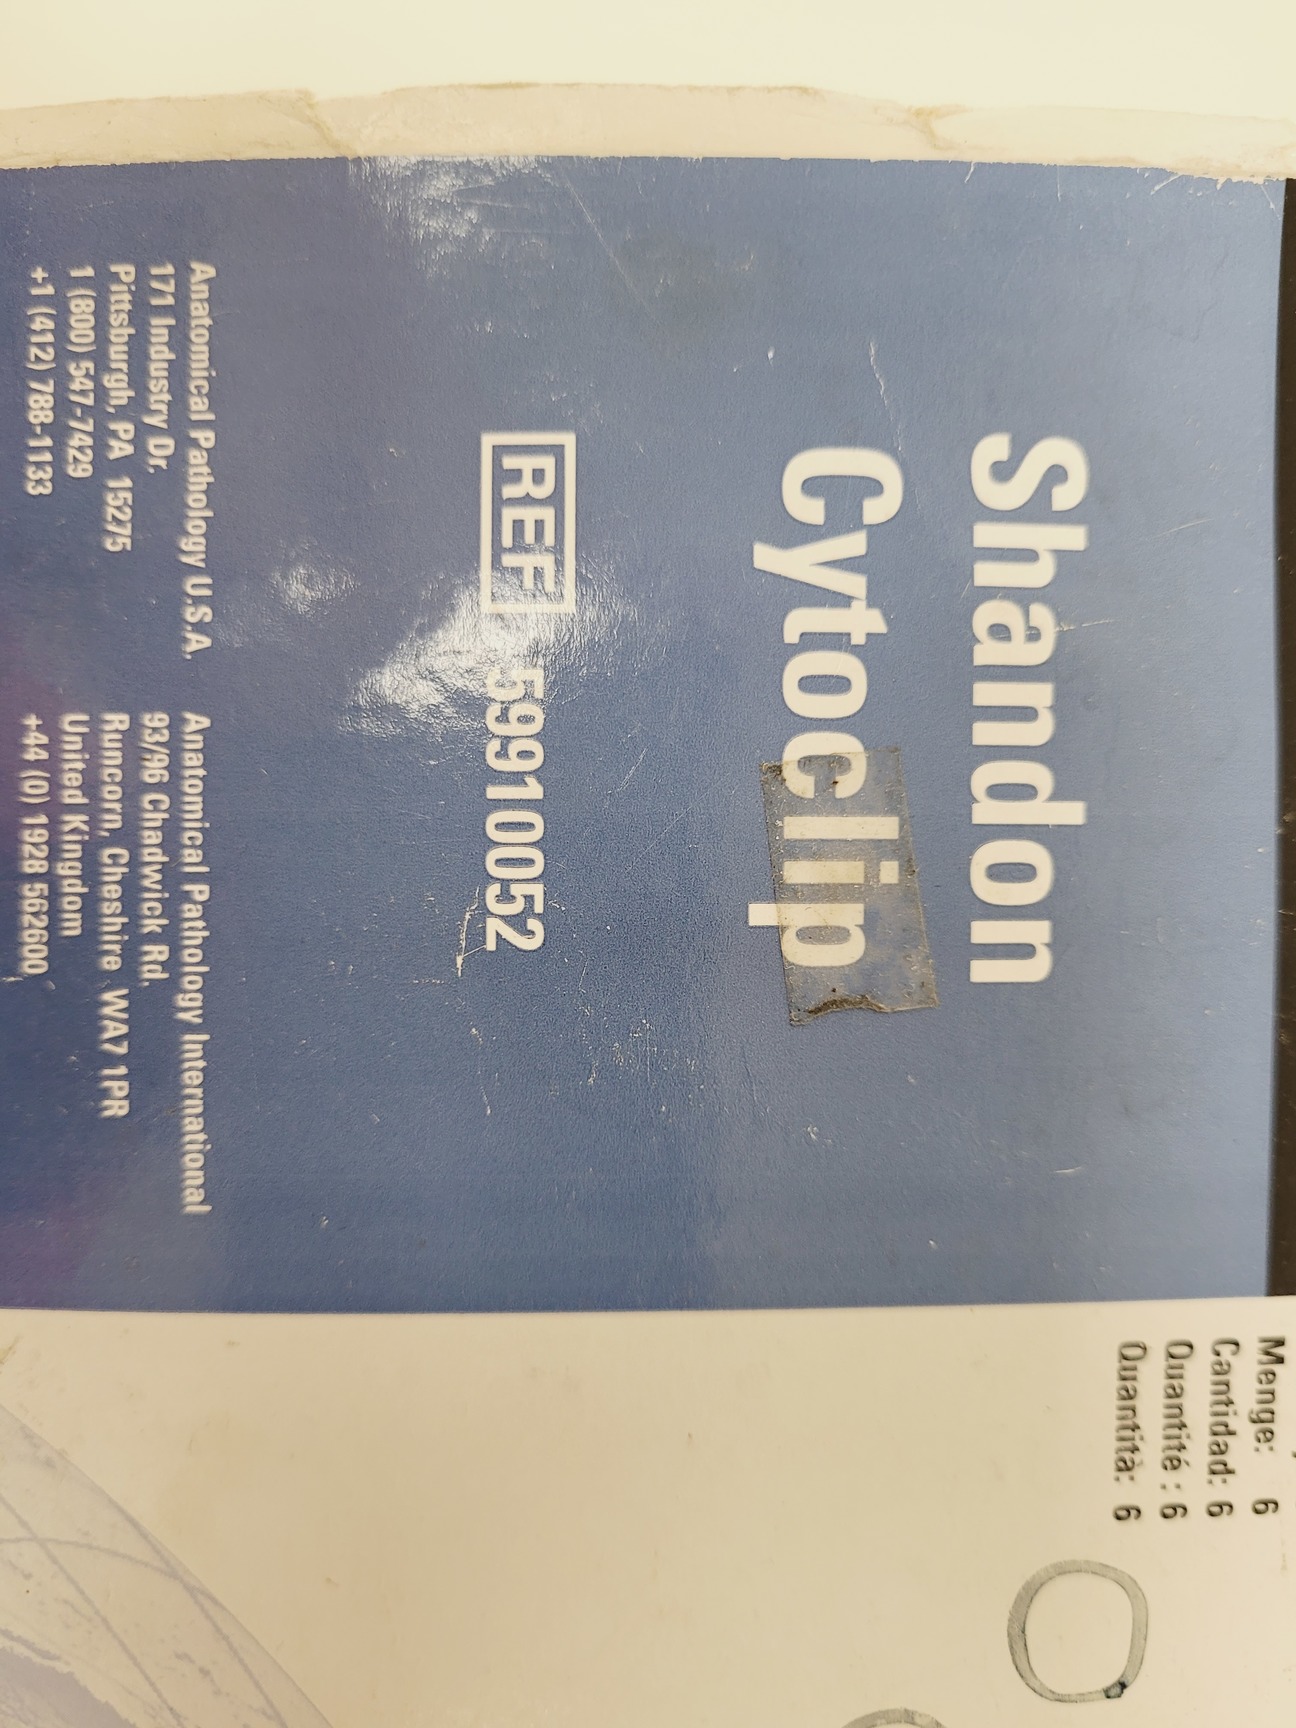 Shandon
Cytoclip
REF 59910052
Anatomical Pathology U.S.A.
171 Industry Dr.
Pittsburgh, PA 15275
1 (800) 547-7429
+1 (412) 788-1133
Anatomical Pathology International
93/96 Chadwick Rd.
Runcorn, Cheshire WA7 1PR
United Kingdom
+44 (0) 1928 562600
Menge: 6
Cantidad: 6
Quantité : 6
Quantità: 6